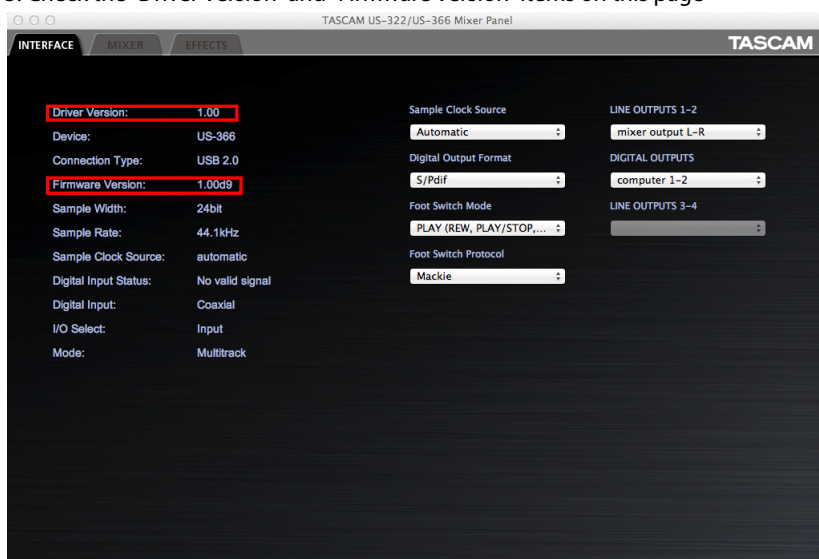 TASCAM US-322/US-366 Mixer Panel
INTERFACE MIXER EFFECTS TASCAM
Driver Version: 1.00
Device: US-366
Connection Type: USB 2.0
Firmware Version: 1.00d9
Sample Width: 24bit
Sample Rate: 44.1kHz
Sample Clock Source: automatic
Digital Input Status: No valid signal
Digital Input: Coaxial
I/O Select: Input
Mode: Multitrack
Sample Clock Source
Automatic
Digital Output Format
S/Pdif
Foot Switch Mode
PLAY (REW, PLAY/STOP,...
Foot Switch Protocol
Mackie
LINE OUTPUTS 1-2
mixer output L-R
DIGITAL OUTPUTS
computer 1-2
LINE OUTPUTS 3-4